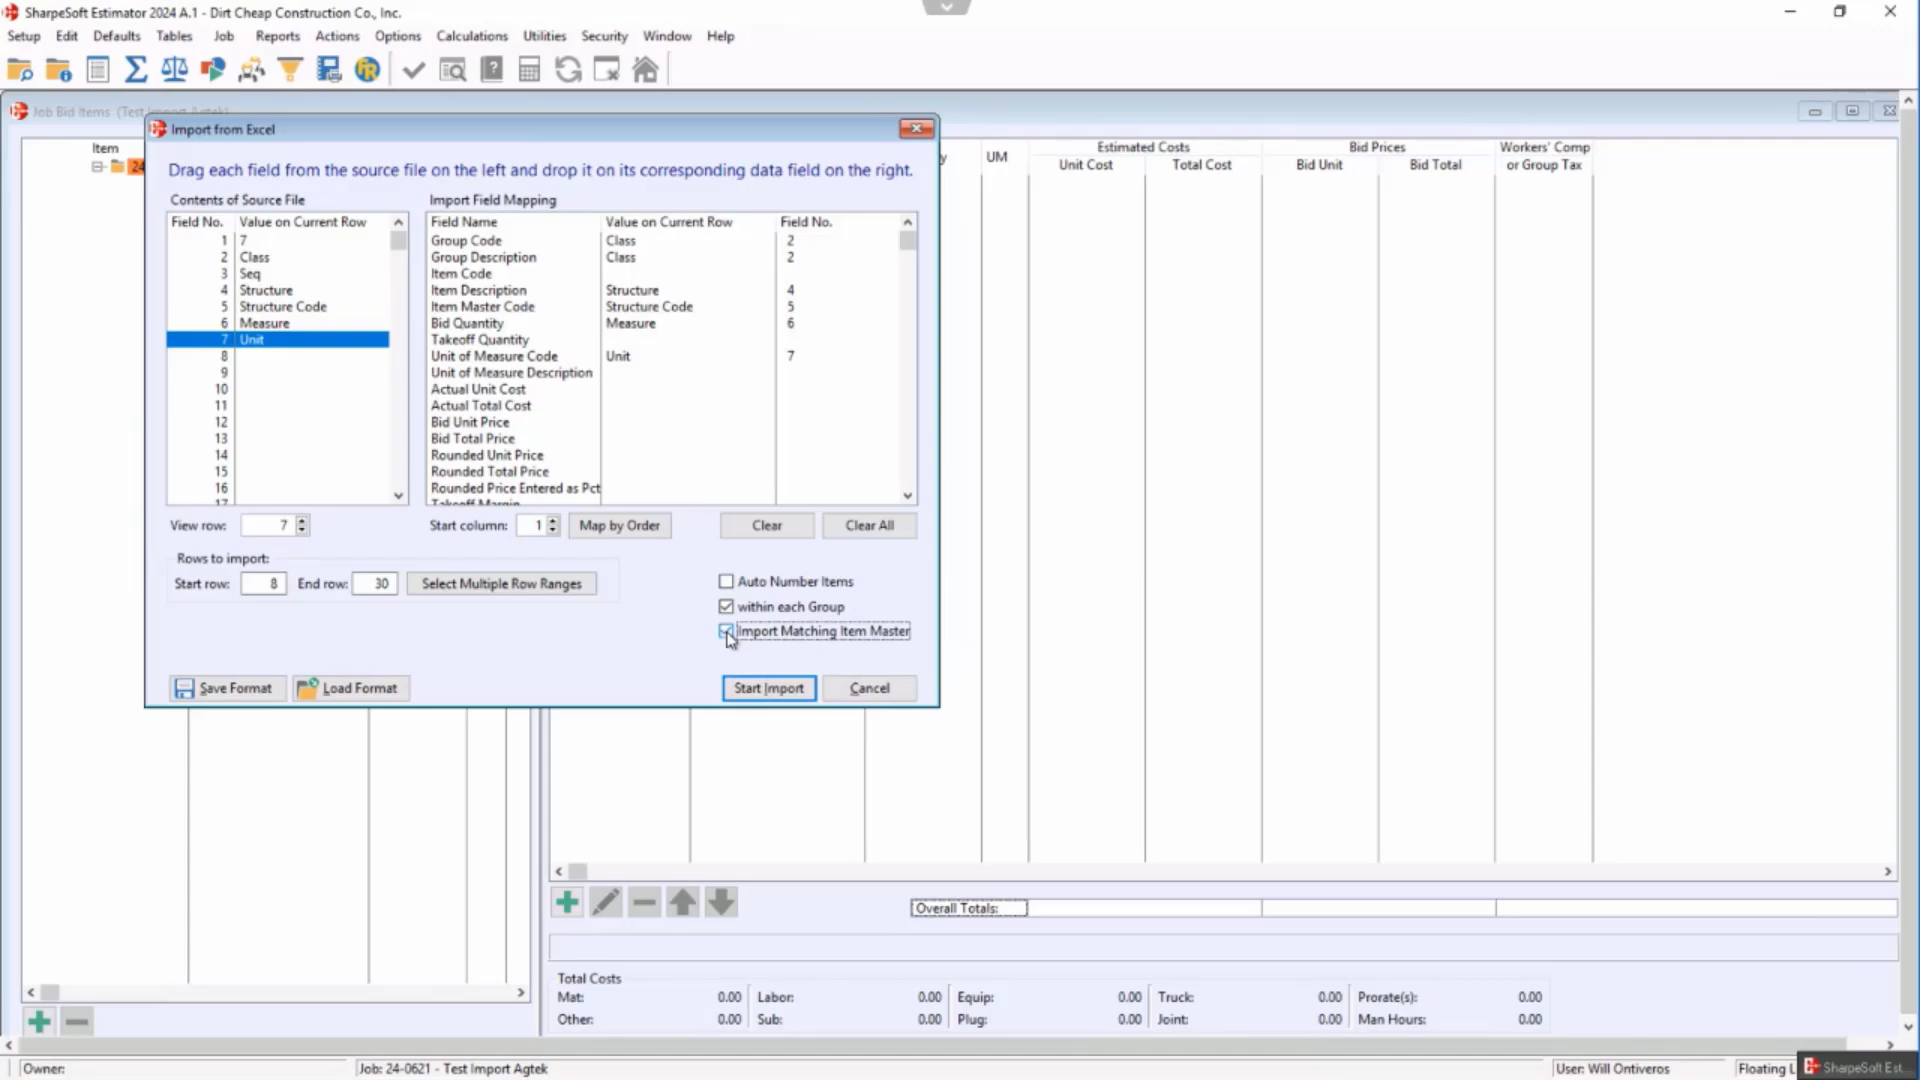 SharpeSoft Estimator 2024 A.1 - Dirt Cheap Construction Co., Inc.
Setup Edit Defaults Tables Job Reports Actions Options Calculations Utilities Security Window Help
Job Bid Items (Test Import Agtek)
Import from Excel
Item
24
Drag each field from the source file on the left and drop it on its corresponding data field on the right.
Contents of Source File
Field No. Value on Current Row
1 7
2 Class
3 Seq
4 Structure
5 Structure Code
6 Measure
7 Unit
8
9
10
11
12
13
14
15
16
17
Import Field Mapping
Field Name Value on Current Row Field No.
Group Code Class 2
Group Description Class 2
Item Code
Item Description Structure 4
Item Master Code Structure Code 5
Bid Quantity Measure 6
Takeoff Quantity
Unit of Measure Code Unit 7
Unit of Measure Description
Actual Unit Cost
Actual Total Cost
Bid Unit Price
Bid Total Price
Rounded Unit Price
Rounded Total Price
Rounded Price Entered as Pct
Takeoff Margin
View row: 7
Start column: 1 Map by Order Clear Clear All
Rows to import:
Start row: 8 End row: 30 Select Multiple Row Ranges
Auto Number Items
within each Group
Import Matching Item Master
Save Format Load Format Start Import Cancel
y UM Estimated Costs Bid Prices Workers' Comp
Unit Cost Total Cost Bid Unit Bid Total or Group Tax
Overall Totals:
Total Costs
Mat: 0.00 Labor: 0.00 Equip: 0.00 Truck: 0.00 Prorate(s): 0.00
Other: 0.00 Sub: 0.00 Plug: 0.00 Joint: 0.00 Man Hours: 0.00
Owner: Job: 24-0621 - Test Import Agtek User: Will Ontiveros Floating L
SharpeSoft Est...